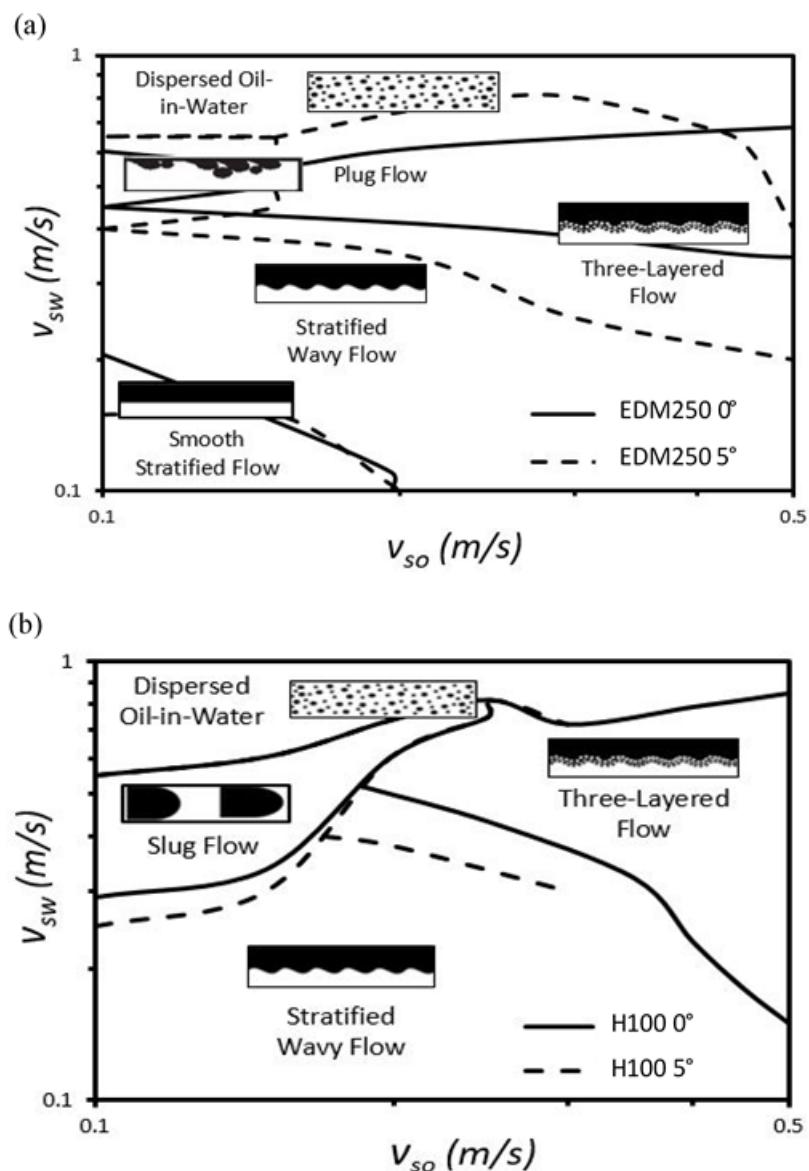 (a)
1
Dispersed Oil-
in-Water
Plug Flow
Three-Layered
Flow
Stratified
Wavy Flow
Smooth
Stratified Flow
EDM250 0°
EDM250 5°
v_sw (m/s)
0.1
0.1
0.5
v_so (m/s)
(b)
1
Dispersed
Oil-in-Water
Three-Layered
Flow
Slug Flow
Stratified
Wavy Flow
H100 0°
H100 5°
v_sw (m/s)
0.1
0.1
0.5
v_so (m/s)